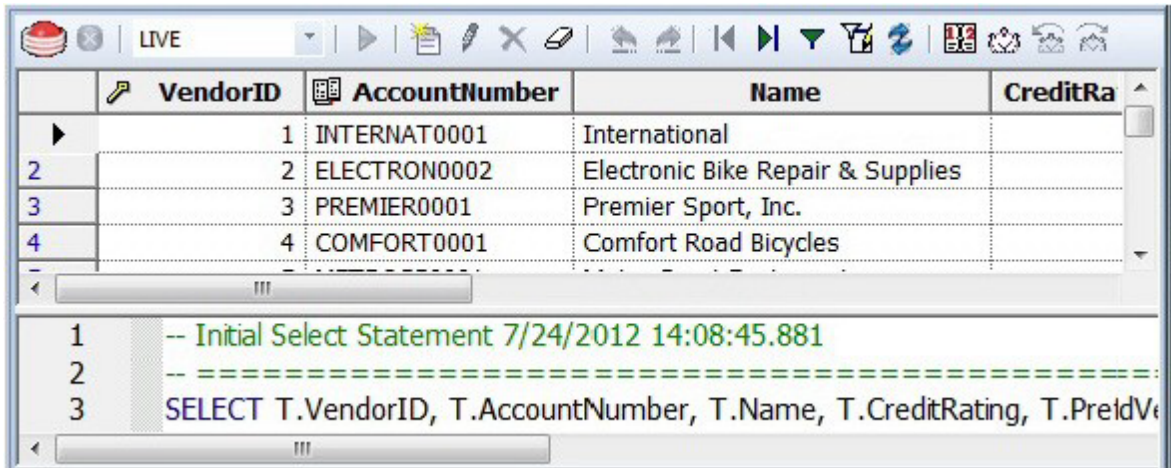 LIVE
VendorID AccountNumber Name CreditRa
1 INTERNAT0001 International
2 2 ELECTRON0002 Electronic Bike Repair & Supplies
3 3 PREMIER0001 Premier Sport, Inc.
4 4 COMFORT0001 Comfort Road Bicycles
1 -- Initial Select Statement 7/24/2012 14:08:45.881
2 -- ============================================
3 SELECT T.VendorID, T.AccountNumber, T.Name, T.CreditRating,